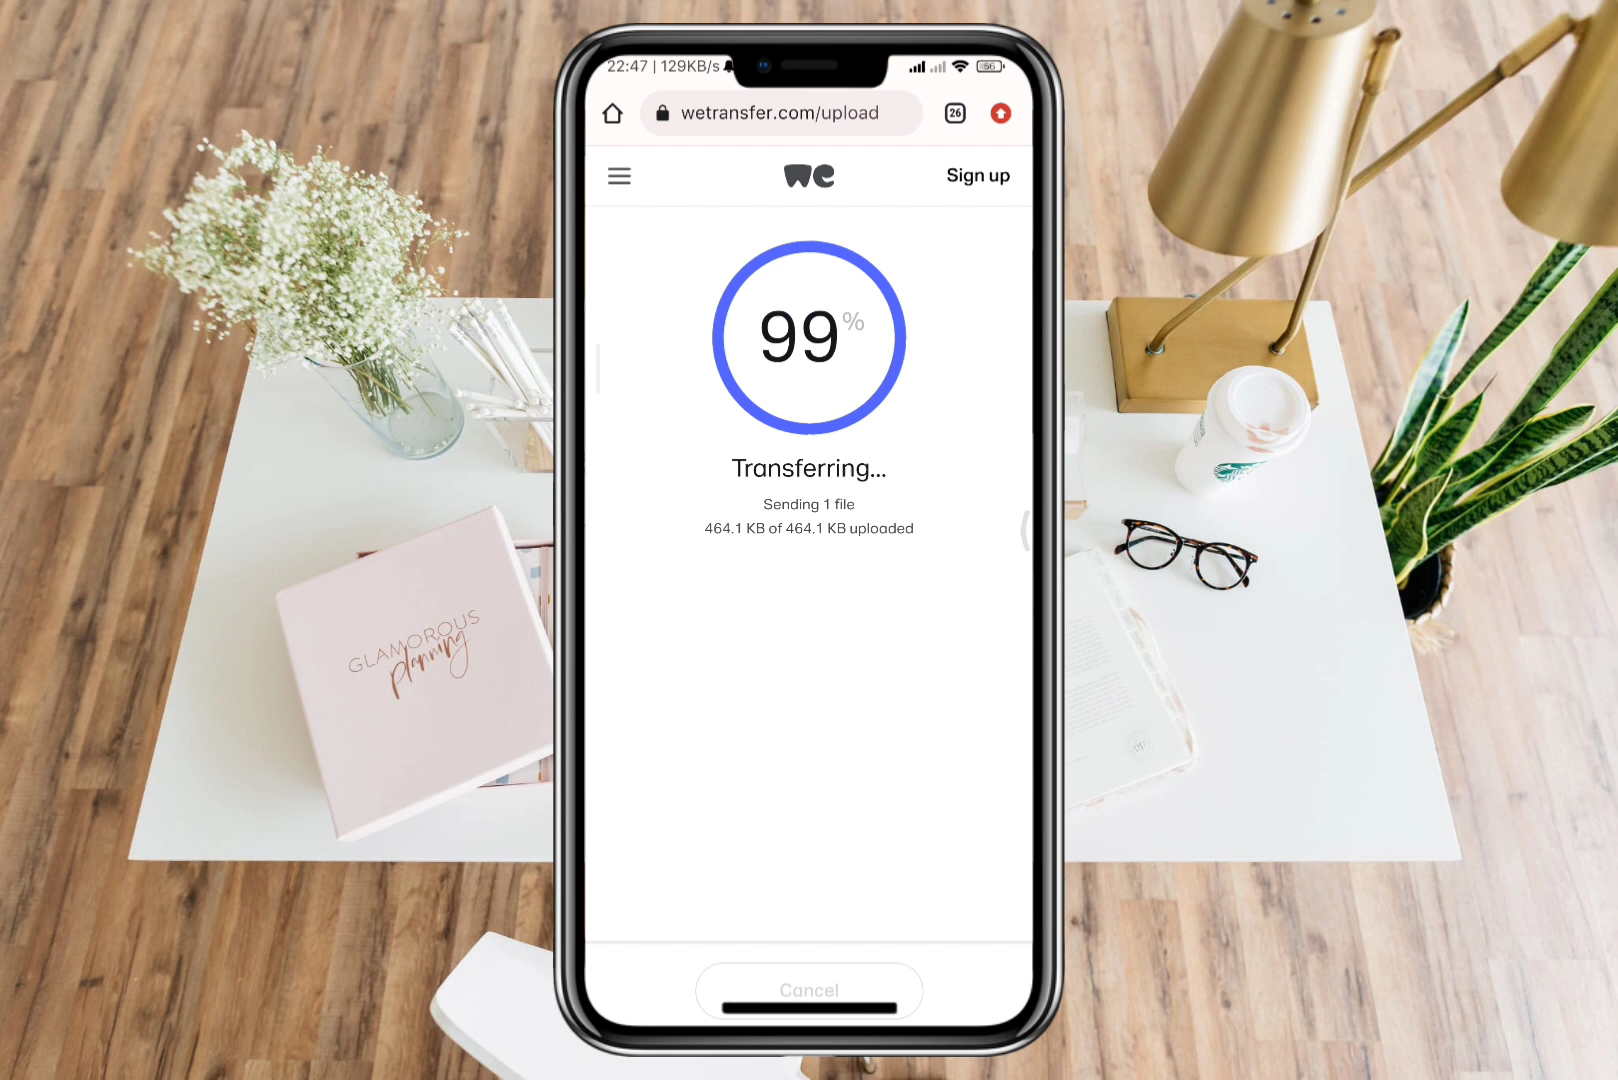 22:47 | 129KB/s
56
wetransfer.com/upload
26
we
Sign up
99%
Transferring...
Sending 1 file
464.1 KB of 464.1 KB uploaded
Cancel
GLAMOROUS
planning